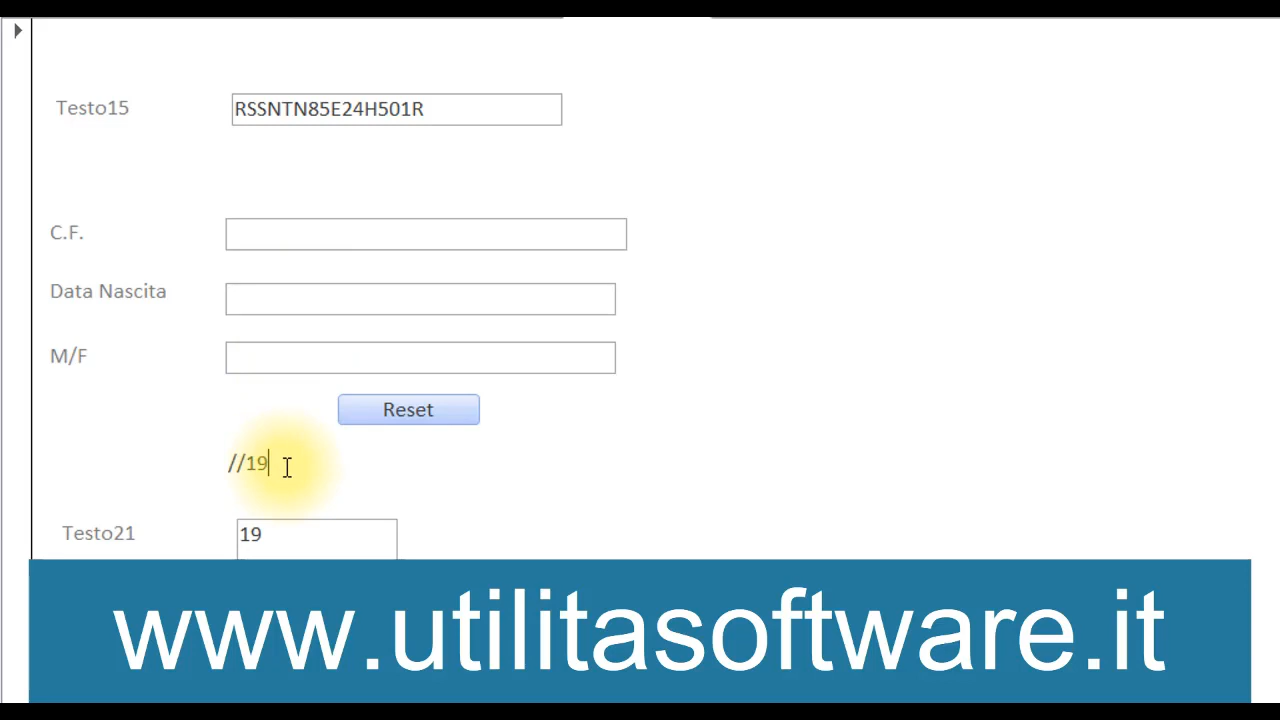 Testo15 RSSNTN85E24H501R
C.F.
Data Nascita
M/F
Reset
//19
Testo21 19
www.utilitasoftware.it